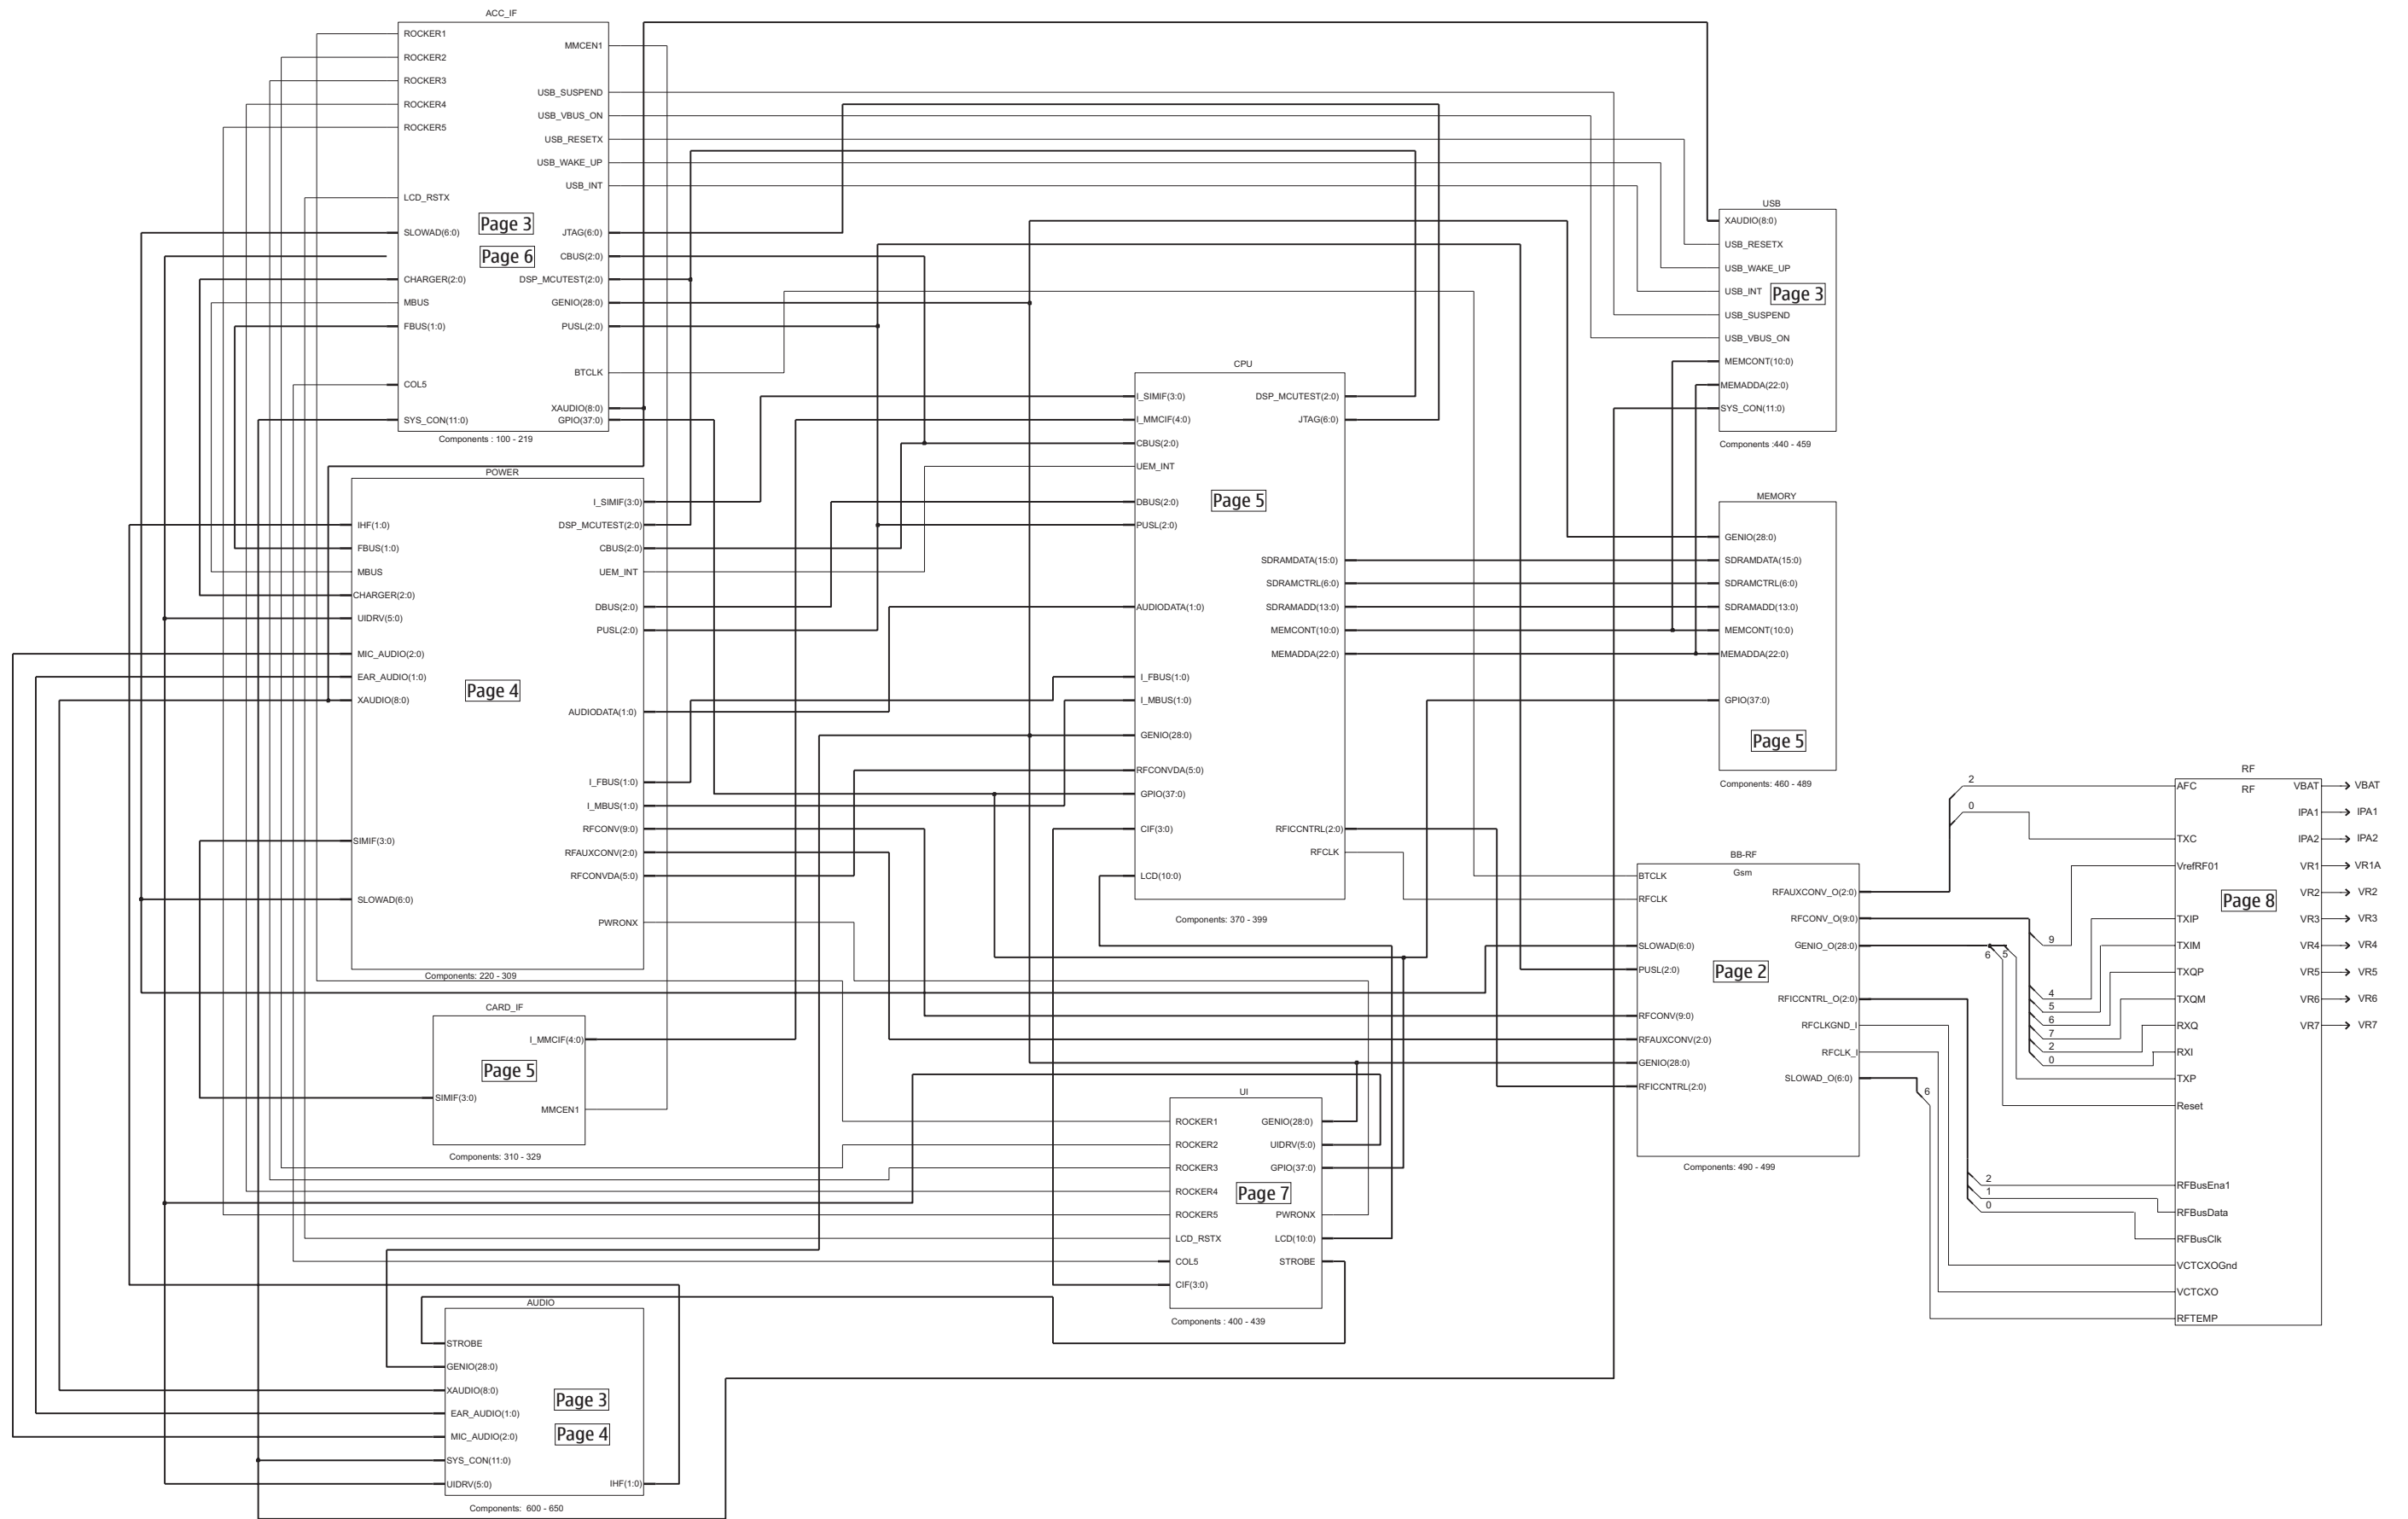 ACC_IF
ROCKER1
ROCKER2
ROCKER3
ROCKER4
ROCKER5
LCD_RSTX
SLOWAD(6:0)
CHARGER(2:0)
MBUS
FBUS(1:0)
COL5
SYS_CON(11:0)
Page 3
Page 6
MMCEN1
USB_SUSPEND
USB_VBUS_ON
USB_RESETX
USB_WAKE_UP
USB_INT
JTAG(6:0)
CBUS(2:0)
DSP_MCUTEST(2:0)
GENIO(28:0)
PUSL(2:0)
BTCLK
XAUDIO(8:0)
GPIO(37:0)
Components : 100 - 219
POWER
IHF(1:0)
FBUS(1:0)
MBUS
CHARGER(2:0)
UIDRV(5:0)
MIC_AUDIO(2:0)
EAR_AUDIO(1:0)
XAUDIO(8:0)
SIMIF(3:0)
SLOWAD(6:0)
Page 4
I_SIMIF(3:0)
DSP_MCUTEST(2:0)
CBUS(2:0)
UEM_INT
DBUS(2:0)
PUSL(2:0)
AUDIODATA(1:0)
I_FBUS(1:0)
I_MBUS(1:0)
RFCONV(9:0)
RFAUXCONV(2:0)
RFCONVDA(5:0)
PWRONX
Components: 220 - 309
CARD_IF
I_MMCIF(4:0)
Page 5
SIMIF(3:0)
MMCEN1
Components: 310 - 329
AUDIO
STROBE
GENIO(28:0)
XAUDIO(8:0)
EAR_AUDIO(1:0)
MIC_AUDIO(2:0)
SYS_CON(11:0)
UIDRV(5:0)
Page 3
Page 4
IHF(1:0)
Components: 600 - 650
CPU
I_SIMIF(3:0)
I_MMCIF(4:0)
CBUS(2:0)
UEM_INT
DBUS(2:0)
PUSL(2:0)
AUDIODATA(1:0)
I_FBUS(1:0)
I_MBUS(1:0)
GENIO(28:0)
RFCONVDA(5:0)
GPIO(37:0)
CIF(3:0)
LCD(10:0)
Page 5
DSP_MCUTEST(2:0)
JTAG(6:0)
SDRAMDATA(15:0)
SDRAMCTRL(6:0)
SDRAMADD(13:0)
MEMCONT(10:0)
MEMADDA(22:0)
RFICCNTRL(2:0)
RFCLK
Components: 370 - 399
UI
ROCKER1
ROCKER2
ROCKER3
ROCKER4
ROCKER5
LCD_RSTX
COL5
CIF(3:0)
GENIO(28:0)
UIDRV(5:0)
GPIO(37:0)
Page 7
PWRONX
LCD(10:0)
STROBE
Components : 400 - 439
USB
XAUDIO(8:0)
USB_RESETX
USB_WAKE_UP
USB_INT
Page 3
USB_SUSPEND
USB_VBUS_ON
MEMCONT(10:0)
MEMADDA(22:0)
SYS_CON(11:0)
Components :440 - 459
MEMORY
GENIO(28:0)
SDRAMDATA(15:0)
SDRAMCTRL(6:0)
SDRAMADD(13:0)
MEMCONT(10:0)
MEMADDA(22:0)
GPIO(37:0)
Page 5
Components: 460 - 489
BB-RF
Gsm
BTCLK
RFCLK
SLOWAD(6:0)
PUSL(2:0)
RFCONV(9:0)
RFAUXCONV(2:0)
GENIO(28:0)
RFICCNTRL(2:0)
Page 2
RFAUXCONV_O(2:0)
RFCONV_O(9:0)
GENIO_O(28:0)
RFICCNTRL_O(2:0)
RFCLKGND_I
RFCLK_I
SLOWAD_O(6:0)
Components: 490 - 499
2
0
9
6
5
4
5
6
7
2
0
6
2
1
0
RF
RF
AFC
TXC
VrefRF01
TXIP
TXIM
TXQP
TXQM
RXQ
RXI
TXP
Reset
RFBusEna1
RFBusData
RFBusClk
VCTCXOGnd
VCTCXO
RFTEMP
Page 8
VBAT VBAT
IPA1 IPA1
IPA2 IPA2
VR1 VR1A
VR2 VR2
VR3 VR3
VR4 VR4
VR5 VR5
VR6 VR6
VR7 VR7